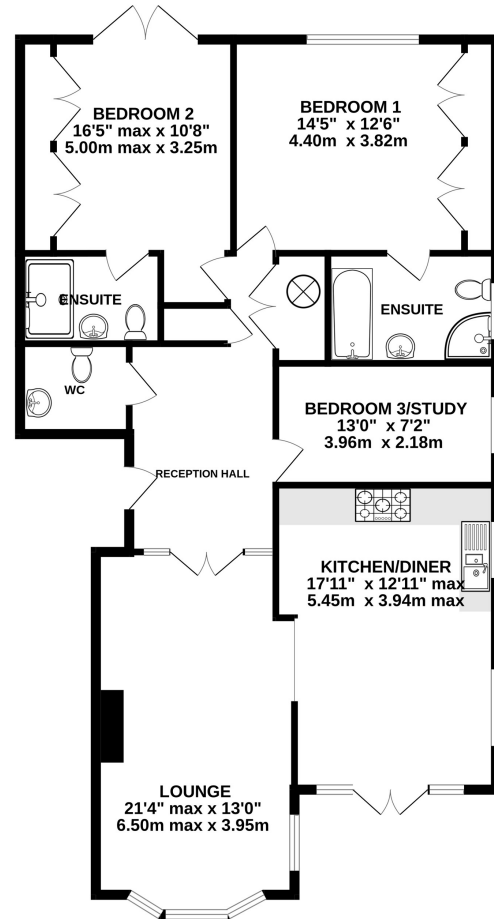 BEDROOM 2
16'5" max x 10'8"
5.00m max x 3.25m
BEDROOM 1
14'5" x 12'6"
4.40m x 3.82m
ENSUITE
ENSUITE
WC
BEDROOM 3/STUDY
13'0" x 7'2"
3.96m x 2.18m
RECEPTION HALL
KITCHEN/DINER
17'11" x 12'11" max
5.45m x 3.94m max
LOUNGE
21'4" max x 13'0"
6.50m max x 3.95m